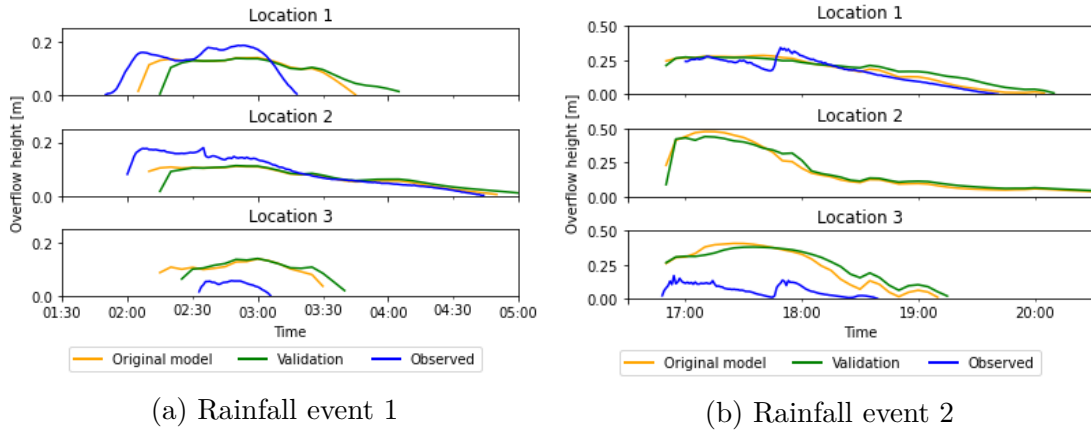 Location 1
0.2
0.0
Location 2
0.2
0.0
Location 3
0.2
0.0
Overflow height [m]
01:30 02:00 02:30 03:00 03:30 04:00 04:30 05:00
Time
Original model Validation Observed
(a) Rainfall event 1
Location 1
0.50
0.25
0.00
Location 2
0.50
0.25
0.00
Location 3
0.50
0.25
0.00
Overflow height [m]
17:00 18:00 19:00 20:00
Time
Original model Validation Observed
(b) Rainfall event 2